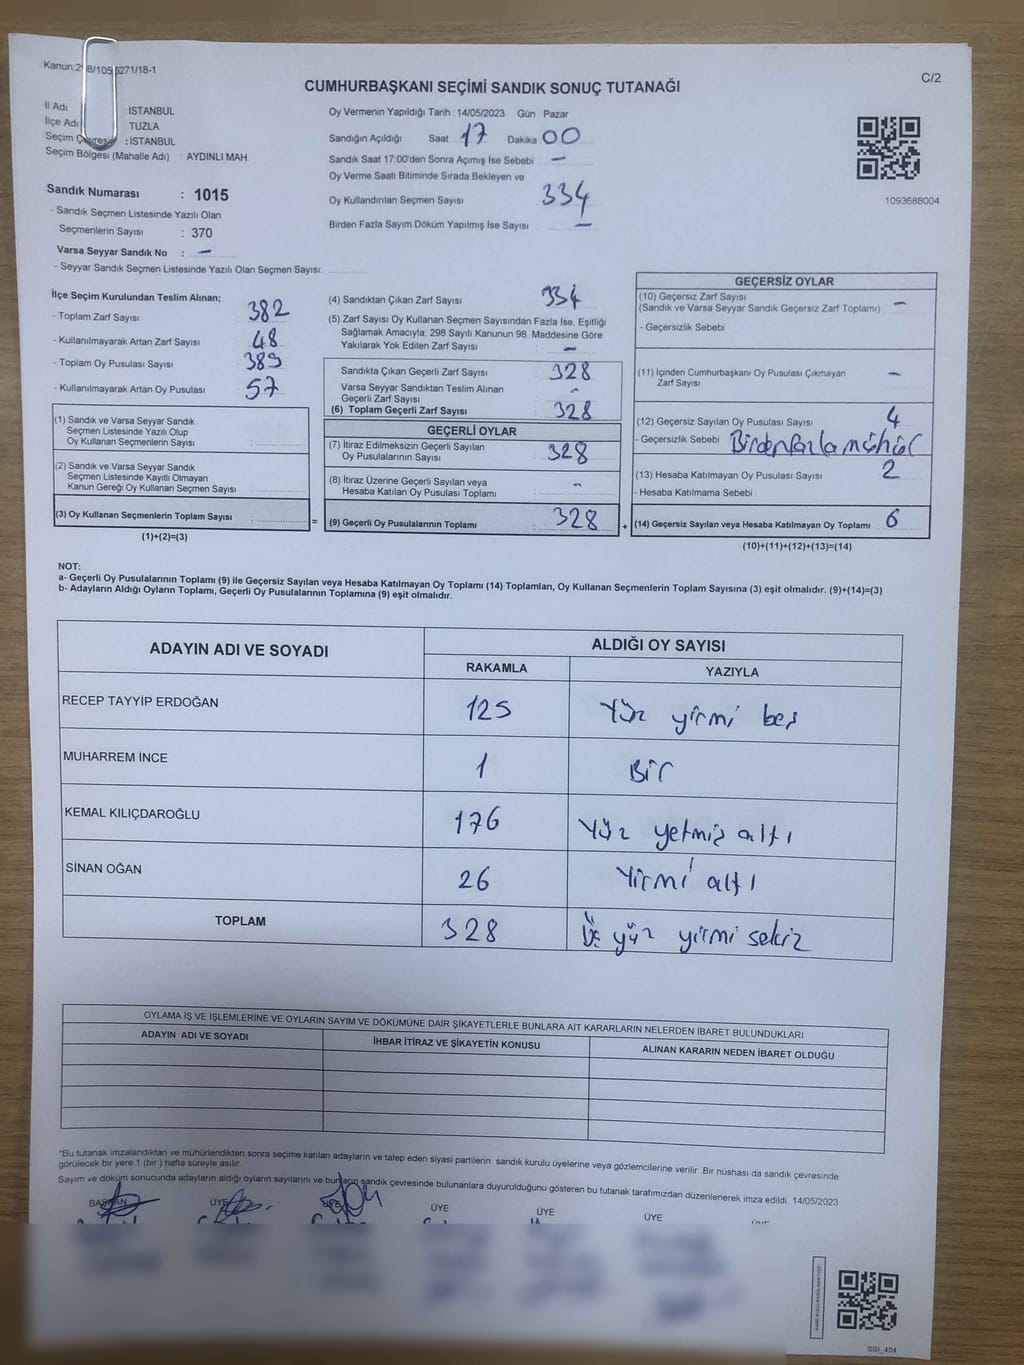 C/2
CUMHURBAŞKANI SEÇİMİ SANDIK SONUÇ TUTANAĞI
İl Adı : İSTANBUL
İlçe Adı TUZLA
Seçim Çevresi : İSTANBUL
Seçim Bölgesi (Mahalle Adı) : AYDINLI MAH.
Sandık Numarası : 1015
- Sandık Seçmen Listesinde Yazılı Olan
Seçmenlerin Sayısı : 370
Varsa Seyyar Sandık No : -
- Seyyar Sandık Seçmen Listesinde Yazılı Olan Seçmen Sayısı:
Oy Vermenin Yapıldığı Tarih : 14/05/2023 Gün Pazar
Sandığın Açıldığı Saat 17 Dakika 00
Sandık Saat 17:00'den Sonra Açımış İse Sebebi : -
Oy Verme Saati Bitiminde Sırada Bekleyen ve
Oy Kullandırılan Seçmen Sayısı 334
Birden Fazla Sayım Döküm Yapılmış İse Sayısı : -
1093688004
İlçe Seçim Kurulundan Teslim Alınan;
- Toplam Zarf Sayısı : 382
- Kullanılmayarak Artan Zarf Sayısı : 48
- Toplam Oy Pusulası Sayısı : 389
- Kullanılmayarak Artan Oy Pusulası : 57
(1) Sandık ve Varsa Seyyar Sandık
Seçmen Listesinde Yazılı Olup
Oy Kullanan Seçmenlerin Sayısı :
(2) Sandık ve Varsa Seyyar Sandık
Seçmen Listesinde Kayıtlı Olmayan
Kanun Gereği Oy Kullanan Seçmen Sayısı :
(3) Oy Kullanan Seçmenlerin Toplam Sayısı : =
(1)+(2)=(3)
(4) Sandıktan Çıkan Zarf Sayısı : 334
(5) Zarf Sayısı Oy Kullanan Seçmen Sayısından Fazla İse, Eşitliği
Sağlamak Amacıyla, 298 Sayılı Kanunun 98. Maddesine Göre
Yakılarak Yok Edilen Zarf Sayısı : -
Sandıkta Çıkan Geçerli Zarf Sayısı : 328
Varsa Seyyar Sandıktan Teslim Alınan
Geçerli Zarf Sayısı : -
(6) Toplam Geçerli Zarf Sayısı : 328
GEÇERLİ OYLAR
(7) İtiraz Edilmeksizin Geçerli Sayılan
Oy Pusulalarının Sayısı : 328
(8) İtiraz Üzerine Geçerli Sayılan veya
Hesaba Katılan Oy Pusulası Toplamı : -
(9) Geçerli Oy Pusulalarının Toplamı : 328 +
GEÇERSİZ OYLAR
(10) Geçersiz Zarf Sayısı
(Sandık ve Varsa Seyyar Sandık Geçersiz Zarf Toplamı) : -
- Geçersizlik Sebebi :
(11) İçinden Cumhurbaşkanı Oy Pusulası Çıkmayan
Zarf Sayısı : -
(12) Geçersiz Sayılan Oy Pusulası Sayısı : 4
- Geçersizlik Sebebi : Birden fazla mühür
(13) Hesaba Katılmayan Oy Pusulası Sayısı : 2
- Hesaba Katılmama Sebebi :
(14) Geçersiz Sayılan veya Hesaba Katılmayan Oy Toplamı : 6
(10)+(11)+(12)+(13)=(14)
NOT:
a- Geçerli Oy Pusulalarının Toplamı (9) ile Geçersiz Sayılan veya Hesaba Katılmayan Oy Toplamı (14) Toplamları, Oy Kullanan Seçmenlerin Toplam Sayısına (3) eşit olmalıdır. (9)+(14)=(3)
b- Adayların Aldığı Oyların Toplamı, Geçerli Oy Pusulalarının Toplamına (9) eşit olmalıdır.
ADAYIN ADI VE SOYADI ALDIĞI OY SAYISI
RAKAMLA YAZIYLA
RECEP TAYYİP ERDOĞAN 125 Yüz yirmi beş
MUHARREM İNCE 1 Bir
KEMAL KILIÇDAROĞLU 176 Yüz yetmiş altı
SİNAN OĞAN 26 Yirmi altı
TOPLAM 328 Üç yüz yirmi sekiz
OYLAMA İŞ VE İŞLEMLERİNE VE OYLARIN SAYIM VE DÖKÜMÜNE DAİR ŞİKAYETLERLE BUNLARA AİT KARARLARIN NELERDEN İBARET BULUNDUKLARI
ADAYIN ADI VE SOYADI İHBAR İTİRAZ VE ŞİKAYETİN KONUSU ALINAN KARARIN NEDEN İBARET OLDUĞU
*Bu tutanak imzalandıktan ve mühürlendikten sonra seçime katılan adayların ve talep eden siyasi partilerin sandık kurulu üyelerine veya gözlemcilerine verilir. Bir nüshası da sandık çevresinde
görülecek bir yere 1 (bir ) hafta süreyle asılır.
Sayım ve döküm sonucunda adayların aldığı oyların sayılarını ve bunların sandık çevresinde bulunanlara duyurulduğunu gösteren bu tutanak tarafımızdan düzenlenerek imza edildi. 14/05/2023
BAŞKAN ÜYE ÜYE ÜYE ÜYE ÜYE
SSI_404